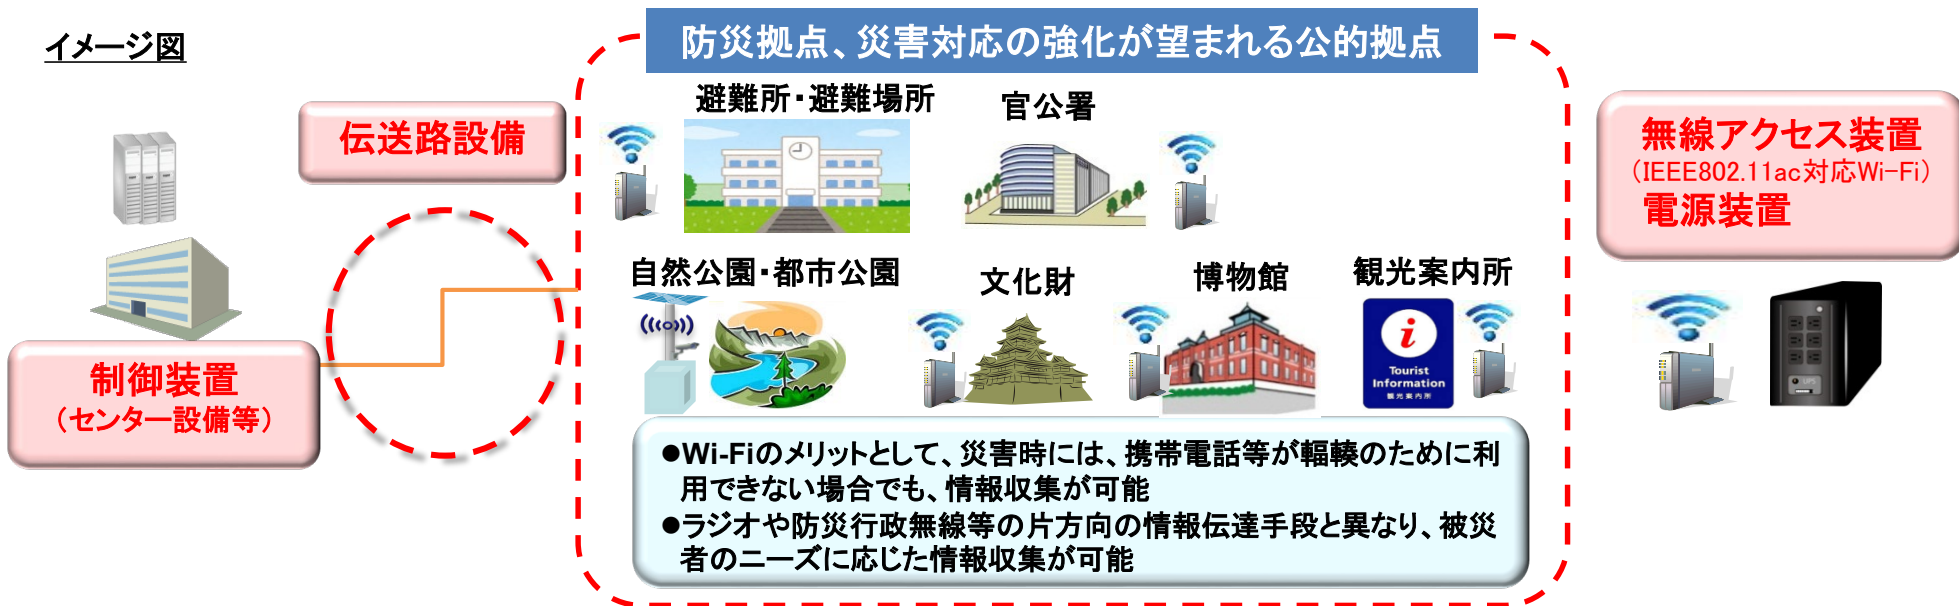 イメージ図
防災拠点、災害対応の強化が望まれる公的拠点
伝送路設備
避難所・避難場所
官公署
無線アクセス装置
（IEEE802.11ac対応Wi-Fi）
電源装置
自然公園・都市公園
文化財
博物館
観光案内所
i
Tourist
Information
観光案内所
制御装置
（センター設備等）
UPS
●Wi-Fiのメリットとして、災害時には、携帯電話等が輻輳のために利
用できない場合でも、情報収集が可能
●ラジオや防災行政無線等の片方向の情報伝達手段と異なり、被災
者のニーズに応じた情報収集が可能